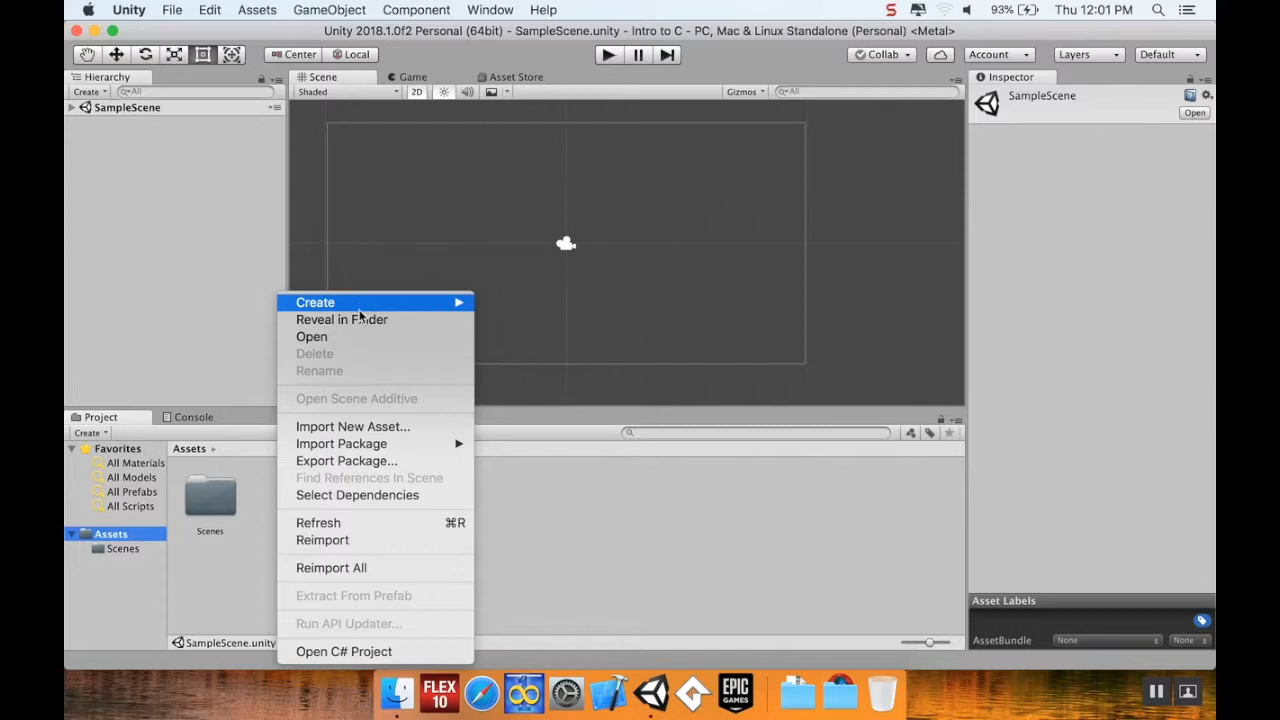 Unity File Edit Assets GameObject Component Window Help 93% Thu 12:01 PM
Unity 2018.1.0f2 Personal (64bit) - SampleScene.unity - Intro to C - PC, Mac & Linux Standalone (Personal) <Metal>
Center Local Collab Account Layers Default
Hierarchy Scene Game Asset Store Inspector
Create All Shaded 2D Gizmos All SampleScene
SampleScene
Open
Create
Reveal in Finder
Open
Delete
Rename
Open Scene Additive
Import New Asset...
Import Package
Export Package...
Find References In Scene
Select Dependencies
Refresh ⌘R
Reimport
Reimport All
Extract From Prefab
Run API Updater...
Open C# Project
Project Console
Create
Favorites Assets
All Materials
All Models
All Prefabs
All Scripts
Assets
Scenes
Scenes
SampleScene.unity
Asset Labels
AssetBundle None None
FLEX
10
EPIC
GAMES